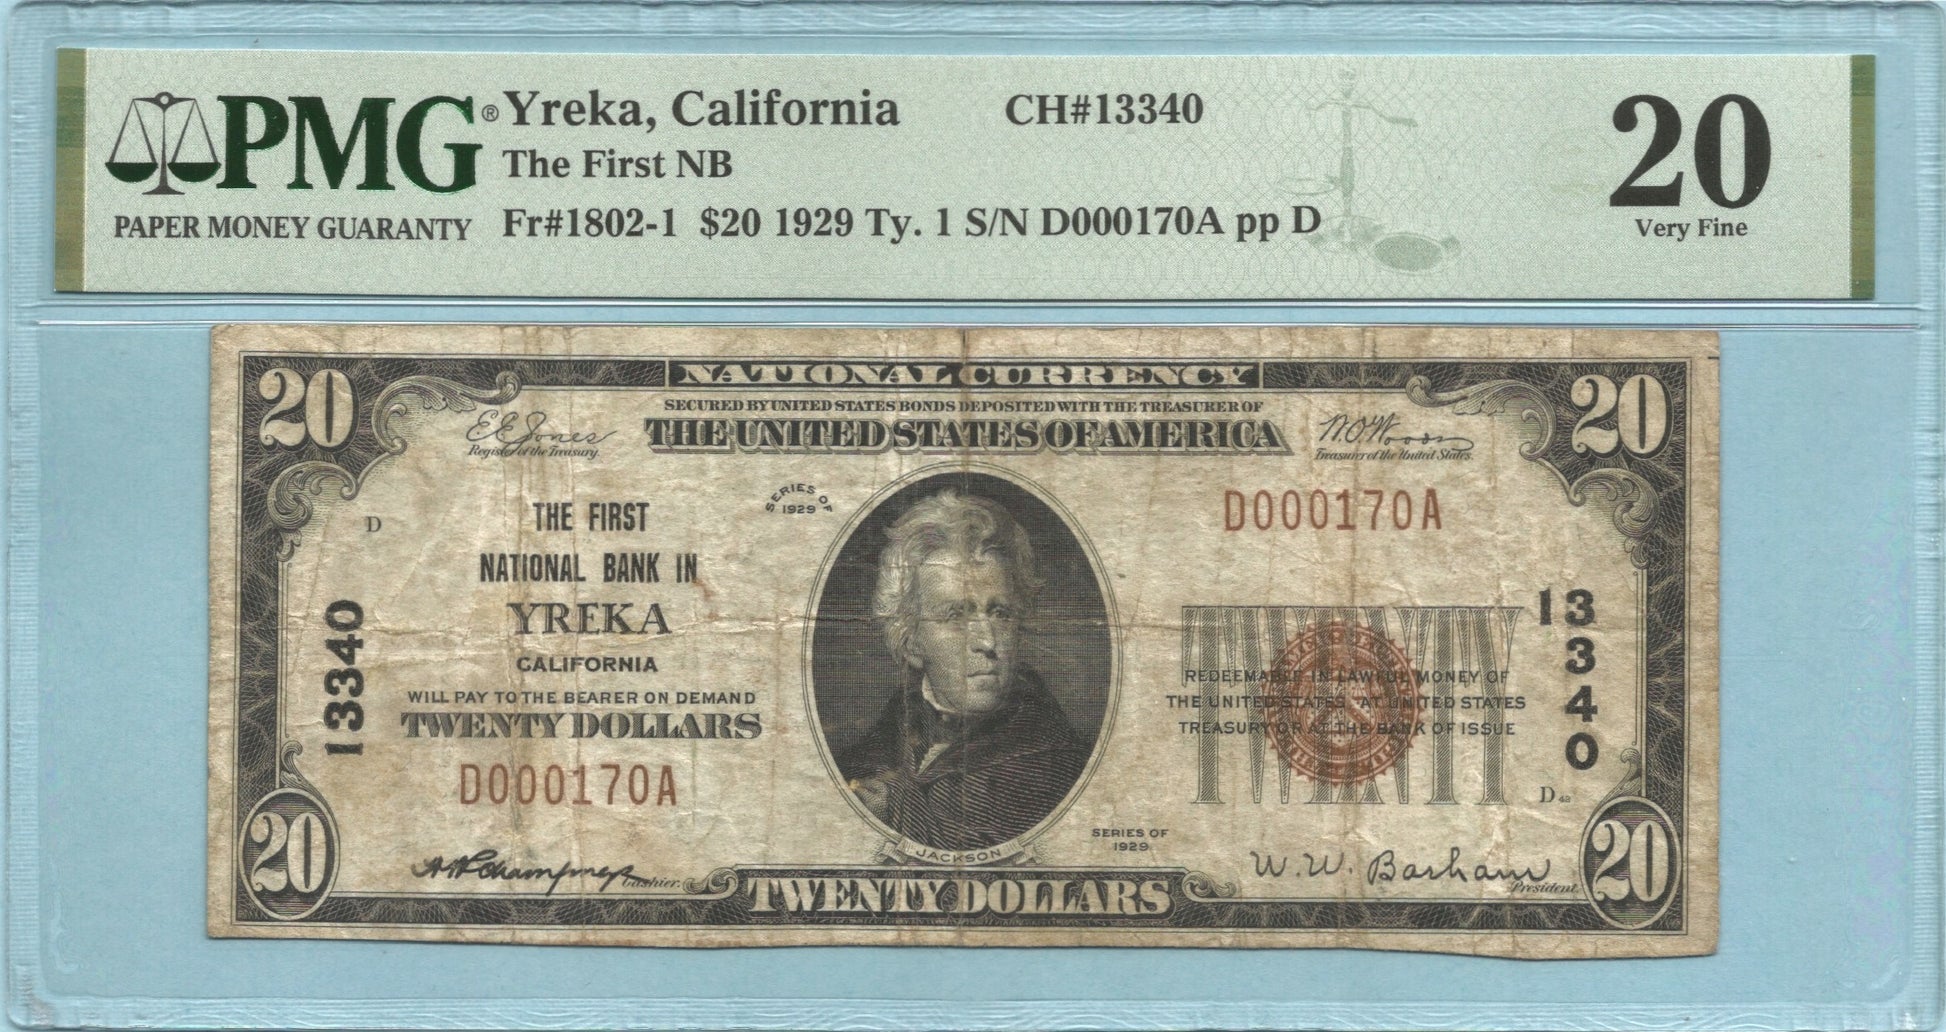 PMG® Yreka, California CH#13340 20
The First NB
PAPER MONEY GUARANTY Fr#1802-1 $20 1929 Ty. 1 S/N D000170A pp D Very Fine
20 NATIONAL CURRENCY 20
SECURED BY UNITED STATES BONDS DEPOSITED WITH THE TREASURER OF
E E Jones THE UNITED STATES OF AMERICA W.O. Woods
Register of the Treasury. Treasurer of the United States.
SERIES OF
1929
D THE FIRST D000170A
NATIONAL BANK IN
YREKA
CALIFORNIA
13340
13340
WILL PAY TO THE BEARER ON DEMAND
TWENTY DOLLARS
D000170A
TWENTY
REDEEMABLE IN LAWFUL MONEY OF
THE UNITED STATES AT UNITED STATES
TREASURY OR AT THE BANK OF ISSUE
D 42
SERIES OF
1929
JACKSON
20 Cashier. W. W. Barham President. 20
TWENTY DOLLARS